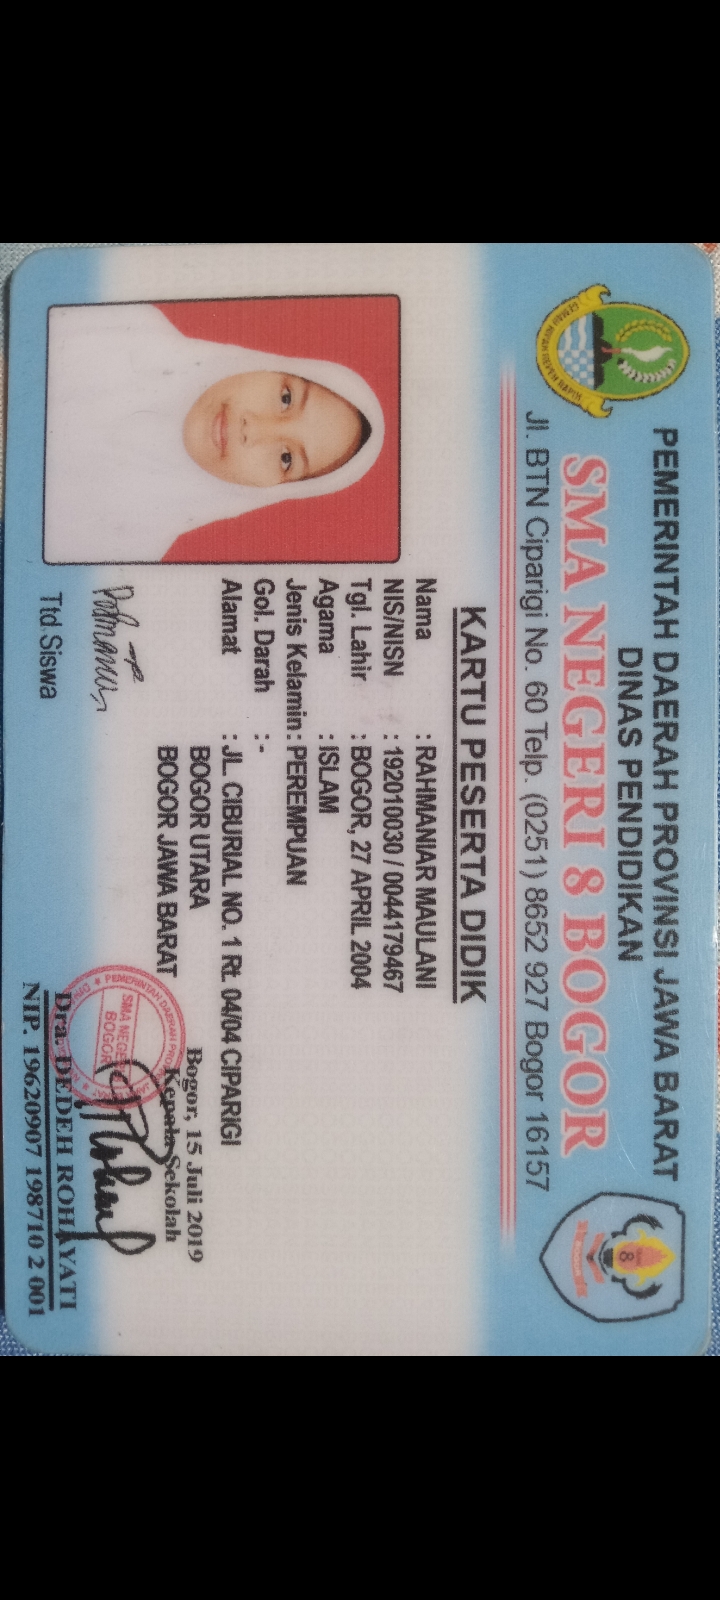 PEMERINTAH DAERAH PROVINSI JAWA BARAT
DINAS PENDIDIKAN
SMA NEGERI 8 BOGOR
Jl. BTN Ciparigi No. 60 Telp. (0251) 8652 927 Bogor 16157
GEMAH RIPAH REPEH RAPIH
8
BOGOR
KARTU PESERTA DIDIK
Nama : RAHMANIAR MAULANI
NIS/NISN : 192010030 / 0044179467
Tgl. Lahir : BOGOR, 27 APRIL 2004
Agama : ISLAM
Jenis Kelamin : PEREMPUAN
Gol. Darah : -
Alamat : JL. CIBURIAL NO. 1 Rt. 04/04 CIPARIGI
BOGOR UTARA
BOGOR JAWA BARAT
Bogor, 15 Juli 2019
Kepala Sekolah
PEMERINTAH DAERAH PROVINSI
SMA NEGERI
BOGOR
Ttd Siswa
Dra. DEDEH ROHAYATI
NIP. 19620907 198710 2 001